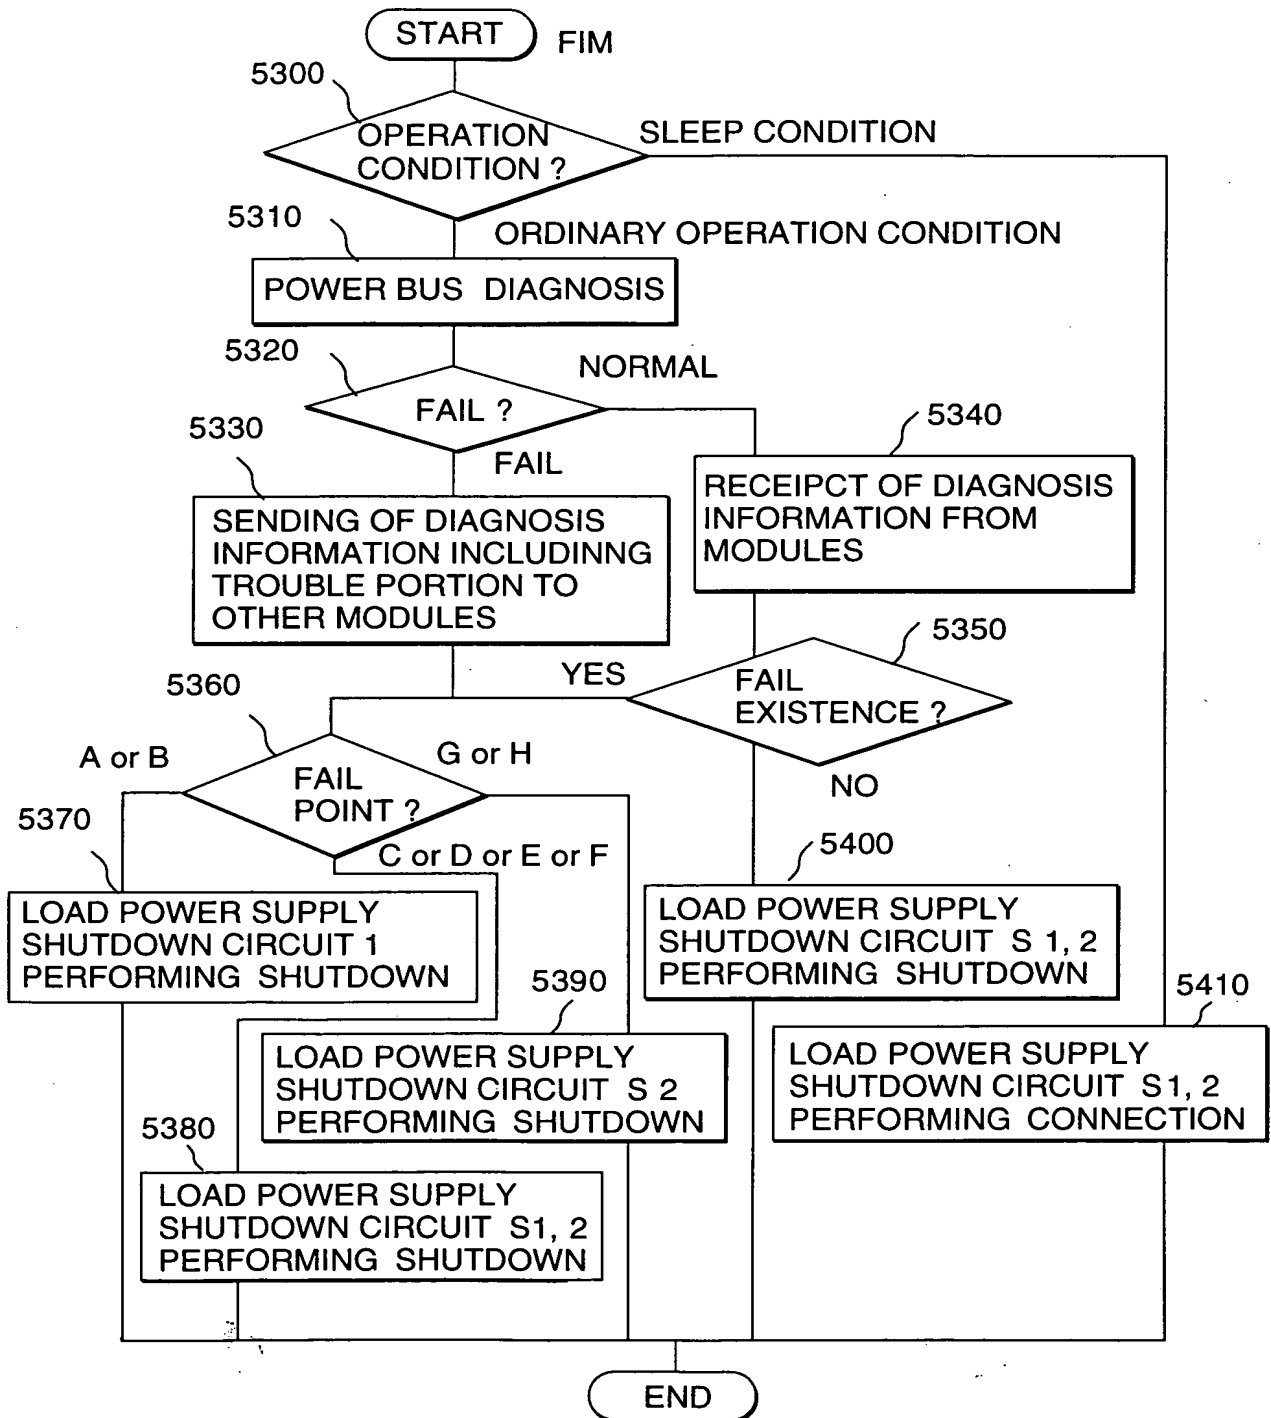 START
FIM
5300
OPERATION
CONDITION ?
SLEEP CONDITION
5310
ORDINARY OPERATION CONDITION
POWER BUS DIAGNOSIS
5320
NORMAL
FAIL ?
5330
FAIL
5340
SENDING OF DIAGNOSIS
INFORMATION INCLUDINNG
TROUBLE PORTION TO
OTHER MODULES
RECEIPCT OF DIAGNOSIS
INFORMATION FROM
MODULES
5350
YES
FAIL
EXISTENCE ?
NO
5360
A or B
G or H
FAIL
POINT ?
C or D or E or F
5370
LOAD POWER SUPPLY
SHUTDOWN CIRCUIT 1
PERFORMING SHUTDOWN
5400
LOAD POWER SUPPLY
SHUTDOWN CIRCUIT S 1, 2
PERFORMING SHUTDOWN
5390
LOAD POWER SUPPLY
SHUTDOWN CIRCUIT S 2
PERFORMING SHUTDOWN
5410
LOAD POWER SUPPLY
SHUTDOWN CIRCUIT S1, 2
PERFORMING CONNECTION
5380
LOAD POWER SUPPLY
SHUTDOWN CIRCUIT S1, 2
PERFORMING SHUTDOWN
END